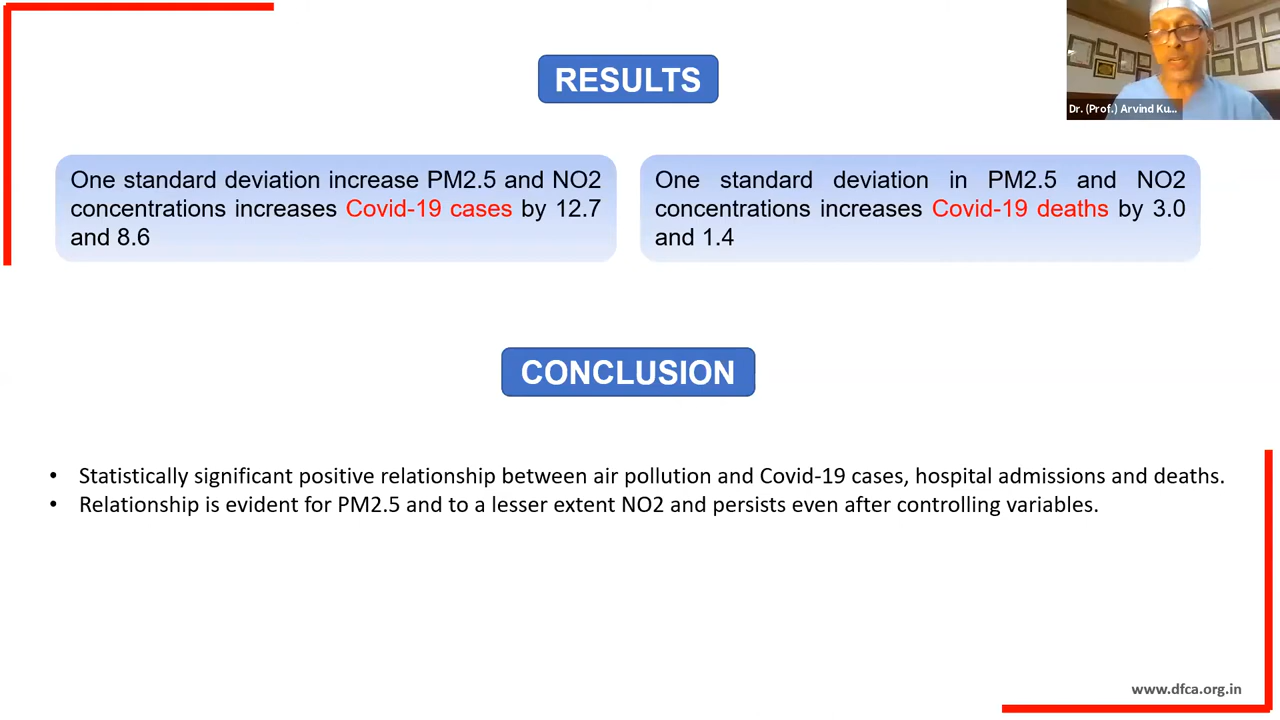 RESULTS
Dr. (Prof.) Arvind Ku...
One standard deviation increase PM2.5 and NO2
concentrations increases Covid-19 cases by 12.7
and 8.6
One standard deviation in PM2.5 and NO2
concentrations increases Covid-19 deaths by 3.0
and 1.4
CONCLUSION
• Statistically significant positive relationship between air pollution and Covid-19 cases, hospital admissions and deaths.
• Relationship is evident for PM2.5 and to a lesser extent NO2 and persists even after controlling variables.
www.dfca.org.in